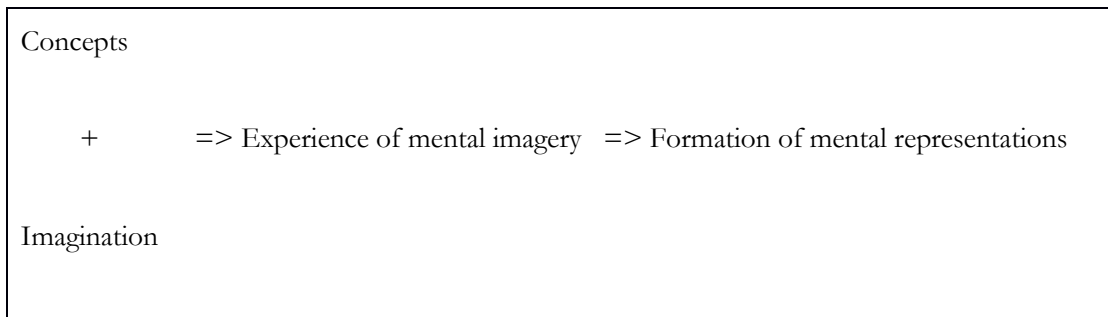 Concepts
+ => Experience of mental imagery => Formation of mental representations
Imagination